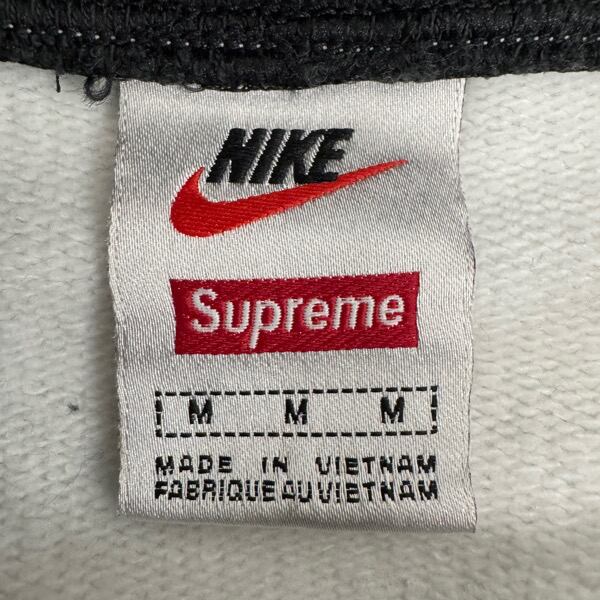 NIKE
Supreme
M M M
MADE IN VIETNAM
FABRIQUE AU VIETNAM